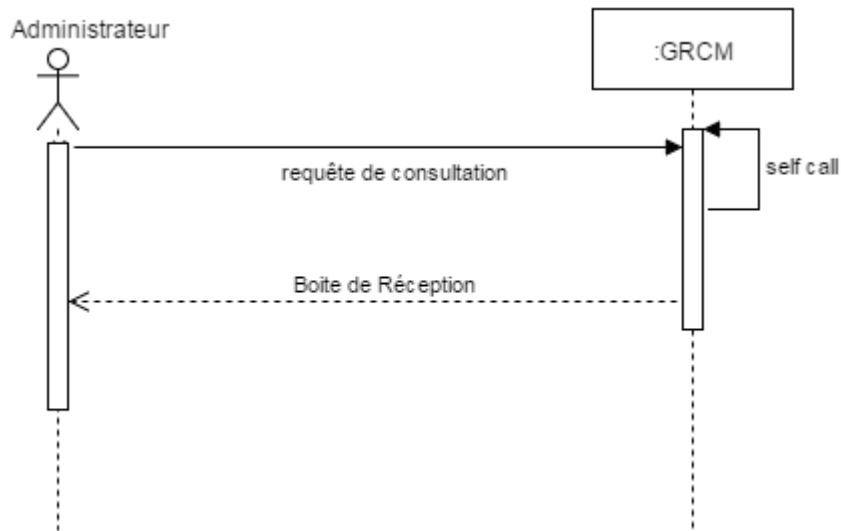 Administrateur
:GRCM
requête de consultation
self call
Boite de Réception